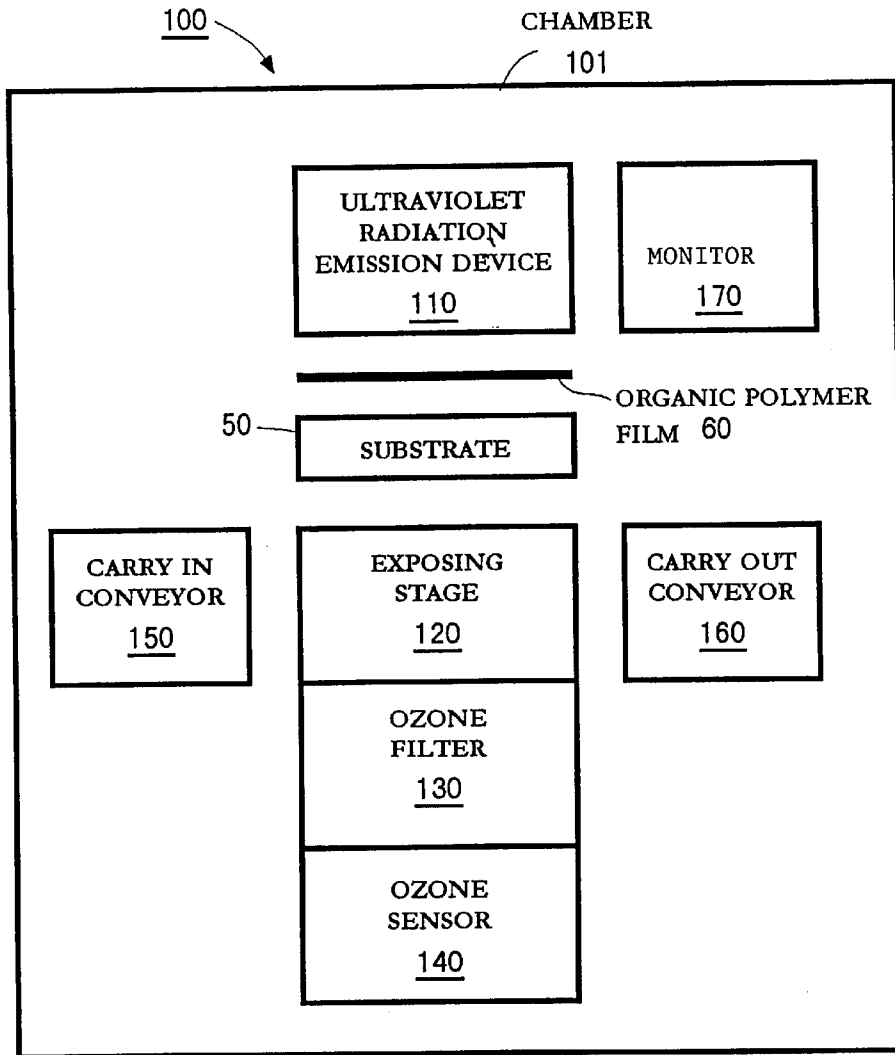 100
CHAMBER
101
ULTRAVIOLET
RADIATION
EMISSION DEVICE
110
MONITOR
170
ORGANIC POLYMER
FILM 60
50
SUBSTRATE
CARRY IN
CONVEYOR
150
EXPOSING
STAGE
120
CARRY OUT
CONVEYOR
160
OZONE
FILTER
130
OZONE
SENSOR
140